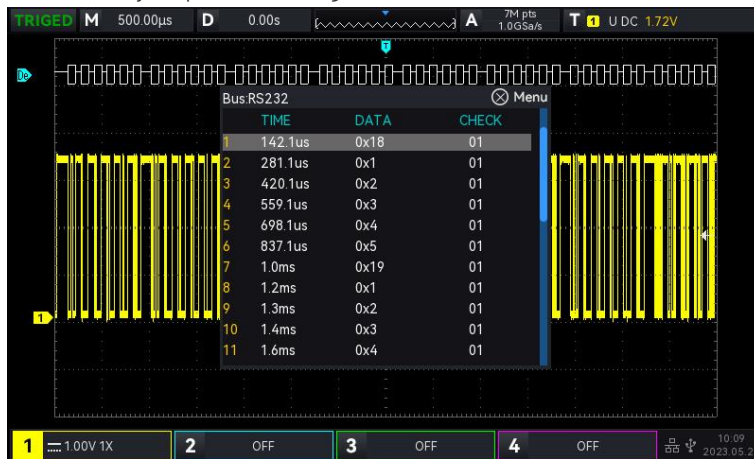 TRIGED M 500.00μs D 0.00s A 7M pts 1.0GSa/s T 1 U DC 1.72V
T
De
Bus:RS232 Menu
TIME DATA CHECK
1 142.1us 0x18 01
2 281.1us 0x1 01
3 420.1us 0x2 01
4 559.1us 0x3 01
5 698.1us 0x4 01
6 837.1us 0x5 01
7 1.0ms 0x19 01
8 1.2ms 0x1 01
9 1.3ms 0x2 01
10 1.4ms 0x3 01
11 1.6ms 0x4 01
1
1 1.00V 1X 2 OFF 3 OFF 4 OFF 10:09